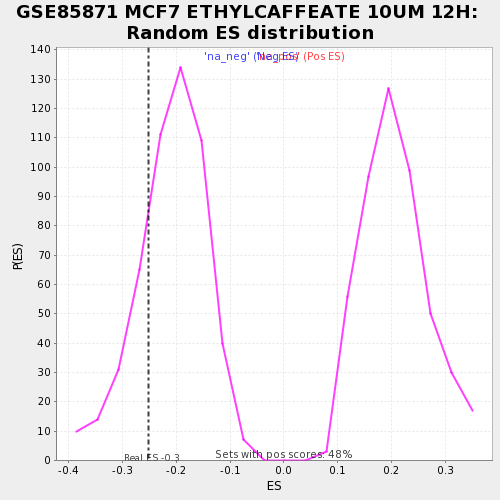 GSE85871 MCF7 ETHYLCAFFEATE 10UM 12H:
Random ES distribution
'na_neg' (Neg ES) 'na_pos' (Pos ES)
140
130
120
110
100
90
80
70
60
50
40
30
20
10
0
P(ES)
Real ES -0.3
Sets with pos scores: 48%
-0.4 -0.3 -0.2 -0.1 0.0 0.1 0.2 0.3
ES